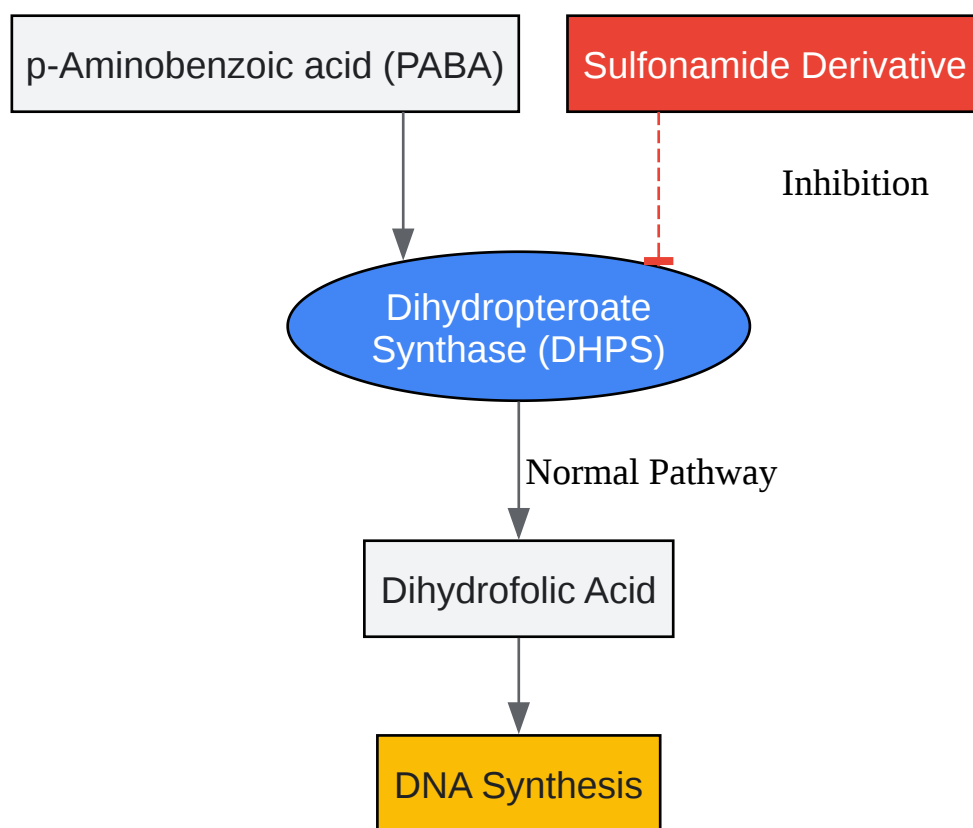 p-Aminobenzoic acid (PABA)
Sulfonamide Derivative
Inhibition
Dihydropteroate
Synthase (DHPS)
Normal Pathway
Dihydrofolic Acid
DNA Synthesis